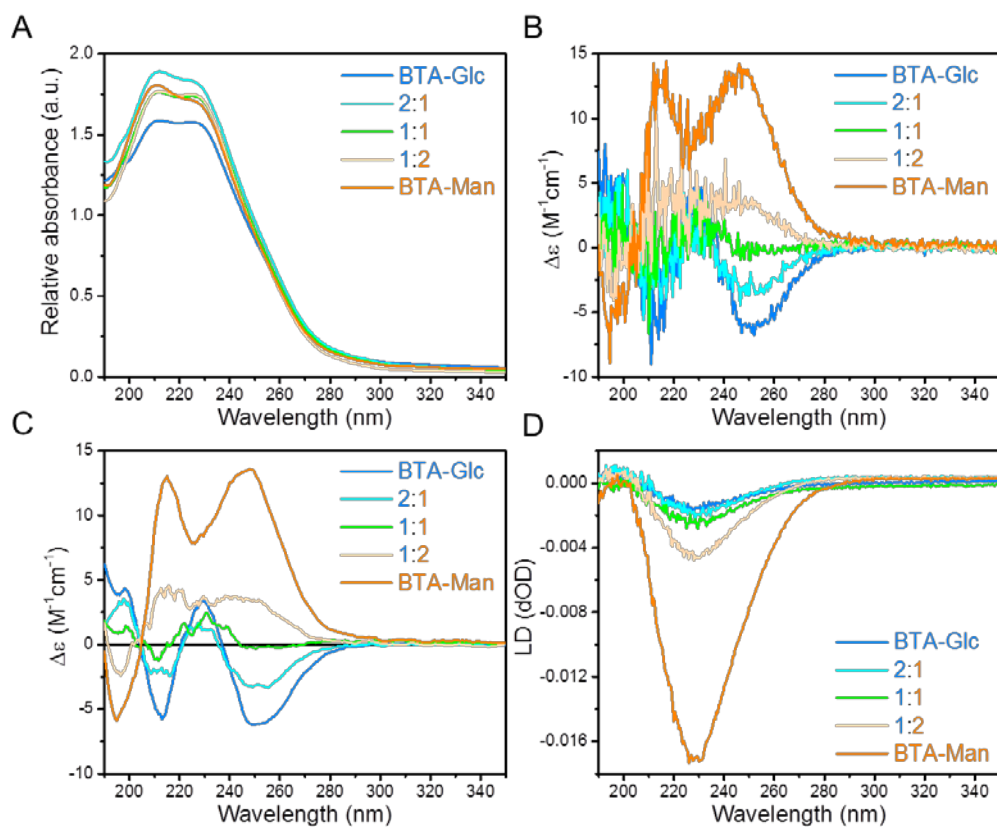 A
Relative absorbance (a.u.)
2.0
1.5
1.0
0.5
0.0
BTA-Glc
2:1
1:1
1:2
BTA-Man
200 220 240 260 280 300 320 340
Wavelength (nm)
B
Δε (M⁻¹cm⁻¹)
15
10
5
0
-5
-10
BTA-Glc
2:1
1:1
1:2
BTA-Man
200 220 240 260 280 300 320 340
Wavelength (nm)
C
Δε (M⁻¹cm⁻¹)
15
10
5
0
-5
-10
BTA-Glc
2:1
1:1
1:2
BTA-Man
200 220 240 260 280 300 320 340
Wavelength (nm)
D
LD (dOD)
0.000
-0.004
-0.008
-0.012
-0.016
BTA-Glc
2:1
1:1
1:2
BTA-Man
200 220 240 260 280 300 320 340
Wavelength (nm)